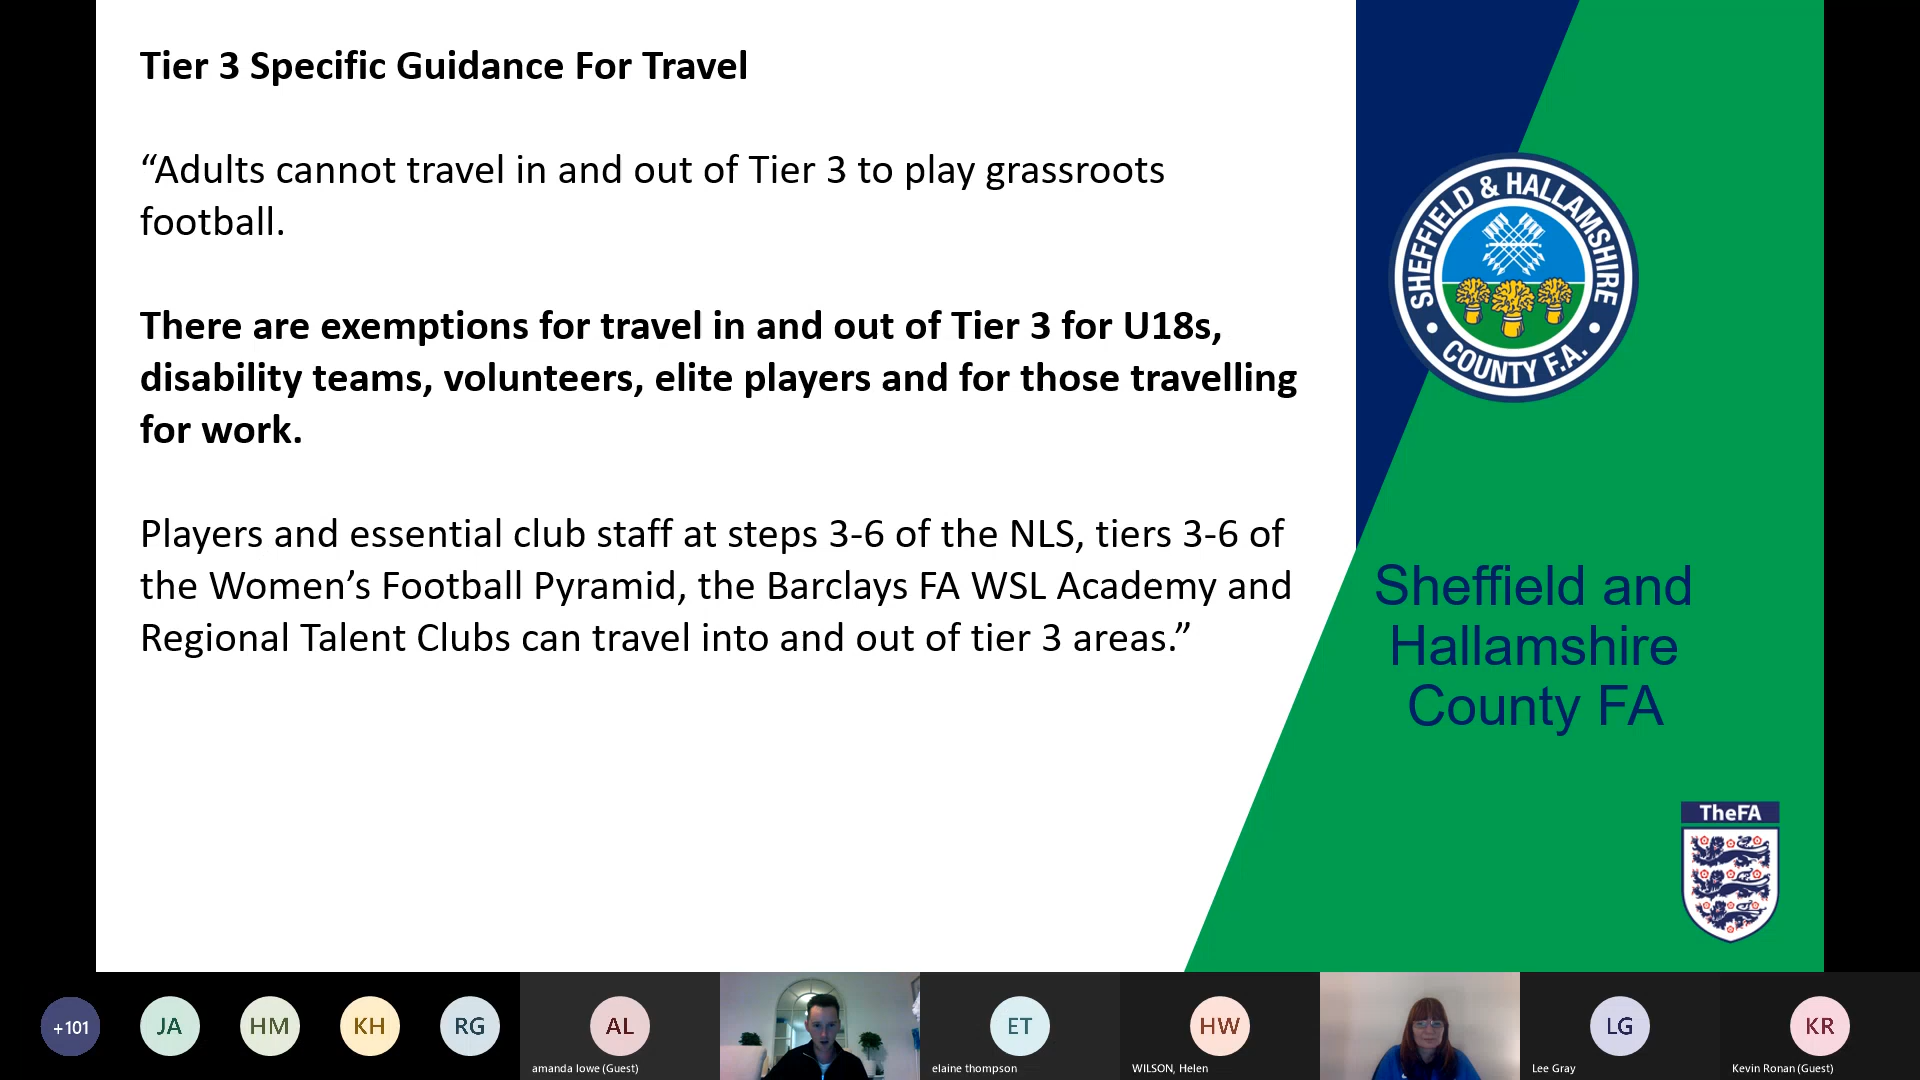 Tier 3 Specific Guidance For Travel
“Adults cannot travel in and out of Tier 3 to play grassroots
football.
There are exemptions for travel in and out of Tier 3 for U18s,
disability teams, volunteers, elite players and for those travelling
for work.
Players and essential club staff at steps 3-6 of the NLS, tiers 3-6 of
the Women’s Football Pyramid, the Barclays FA WSL Academy and
Regional Talent Clubs can travel into and out of tier 3 areas.”
SHEFFIELD & HALLAMSHIRE
COUNTY F.A.
Sheffield and
Hallamshire
County FA
TheFA
+101
JA
HM
KH
RG
AL
amanda lowe (Guest)
ET
elaine thompson
HW
WILSON, Helen
LG
Lee Gray
KR
Kevin Ronan (Guest)